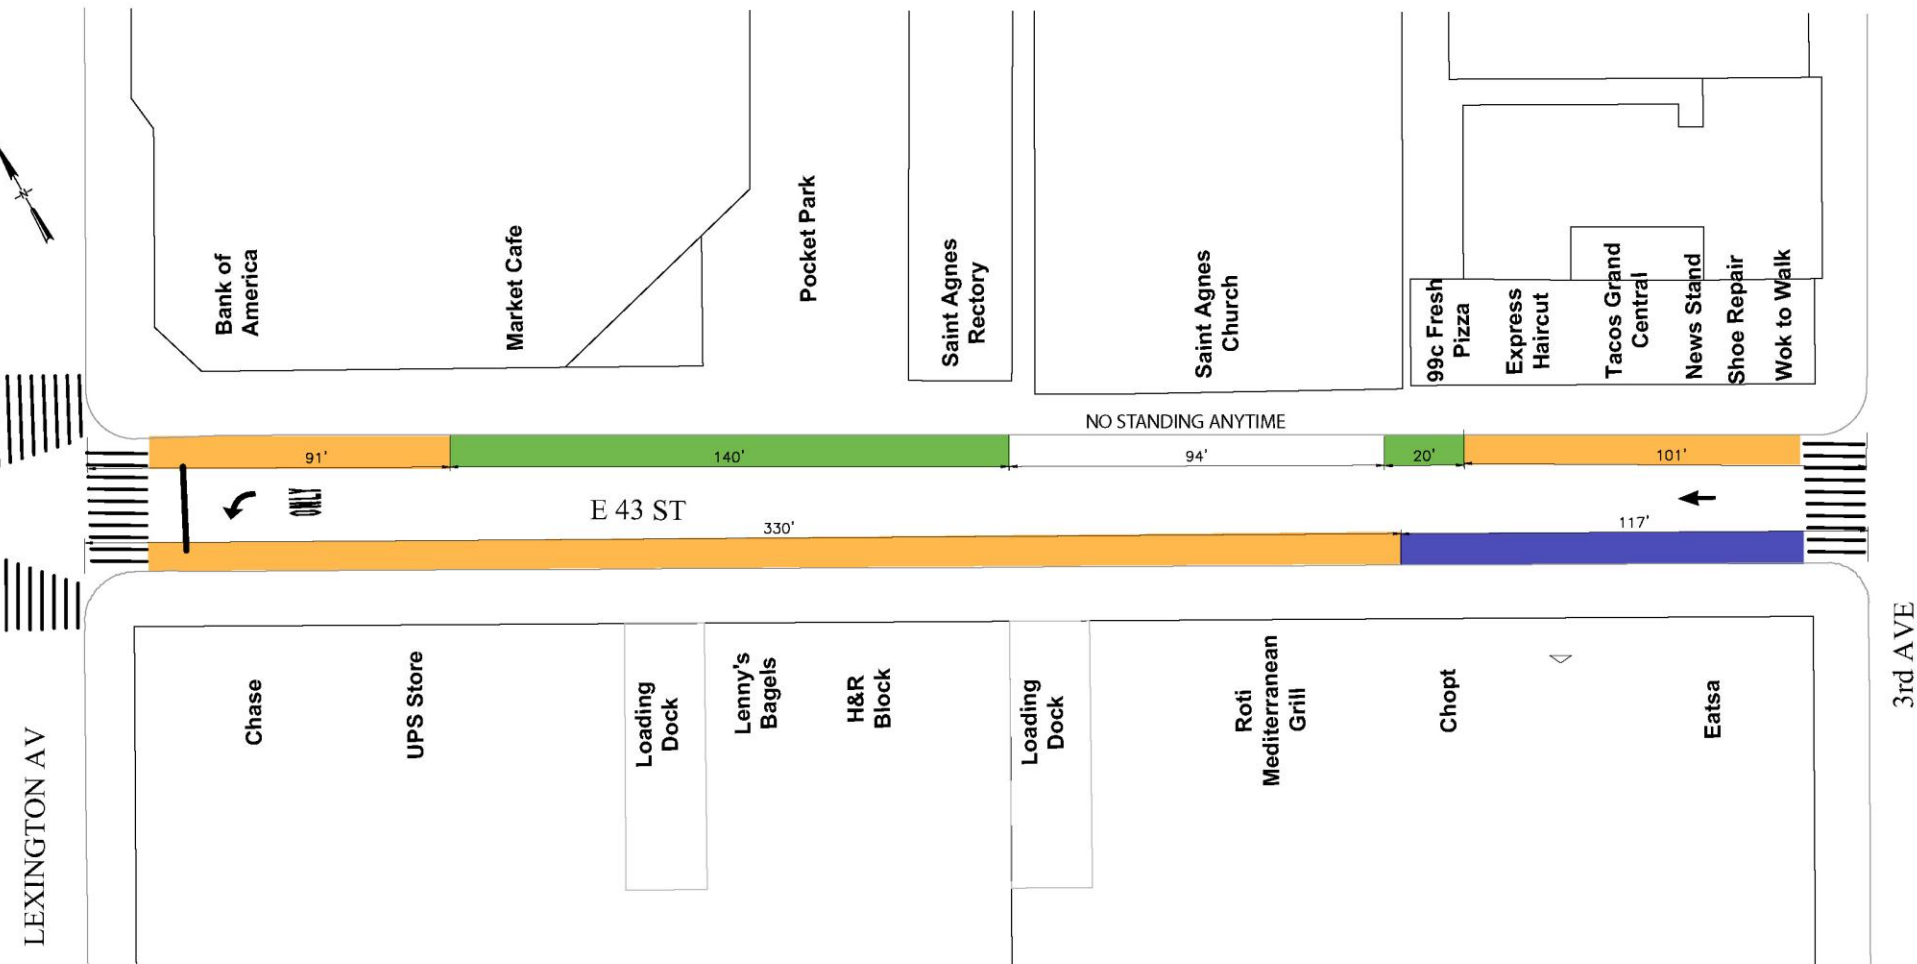 Bank of
America
Market Cafe
Pocket Park
Saint Agnes
Rectory
Saint Agnes
Church
99c Fresh
Pizza
Express
Haircut
Tacos Grand
Central
News Stand
Shoe Repair
Wok to Walk
NO STANDING ANYTIME
91'
140'
94'
20'
101'
ONLY
E 43 ST
330'
117'
Chase
UPS Store
Loading
Dock
Lenny's
Bagels
H&R
Block
Loading
Dock
Roti
Mediterranean
Grill
Chopt
Eatsa
LEXINGTON AV
3rd AVE
N